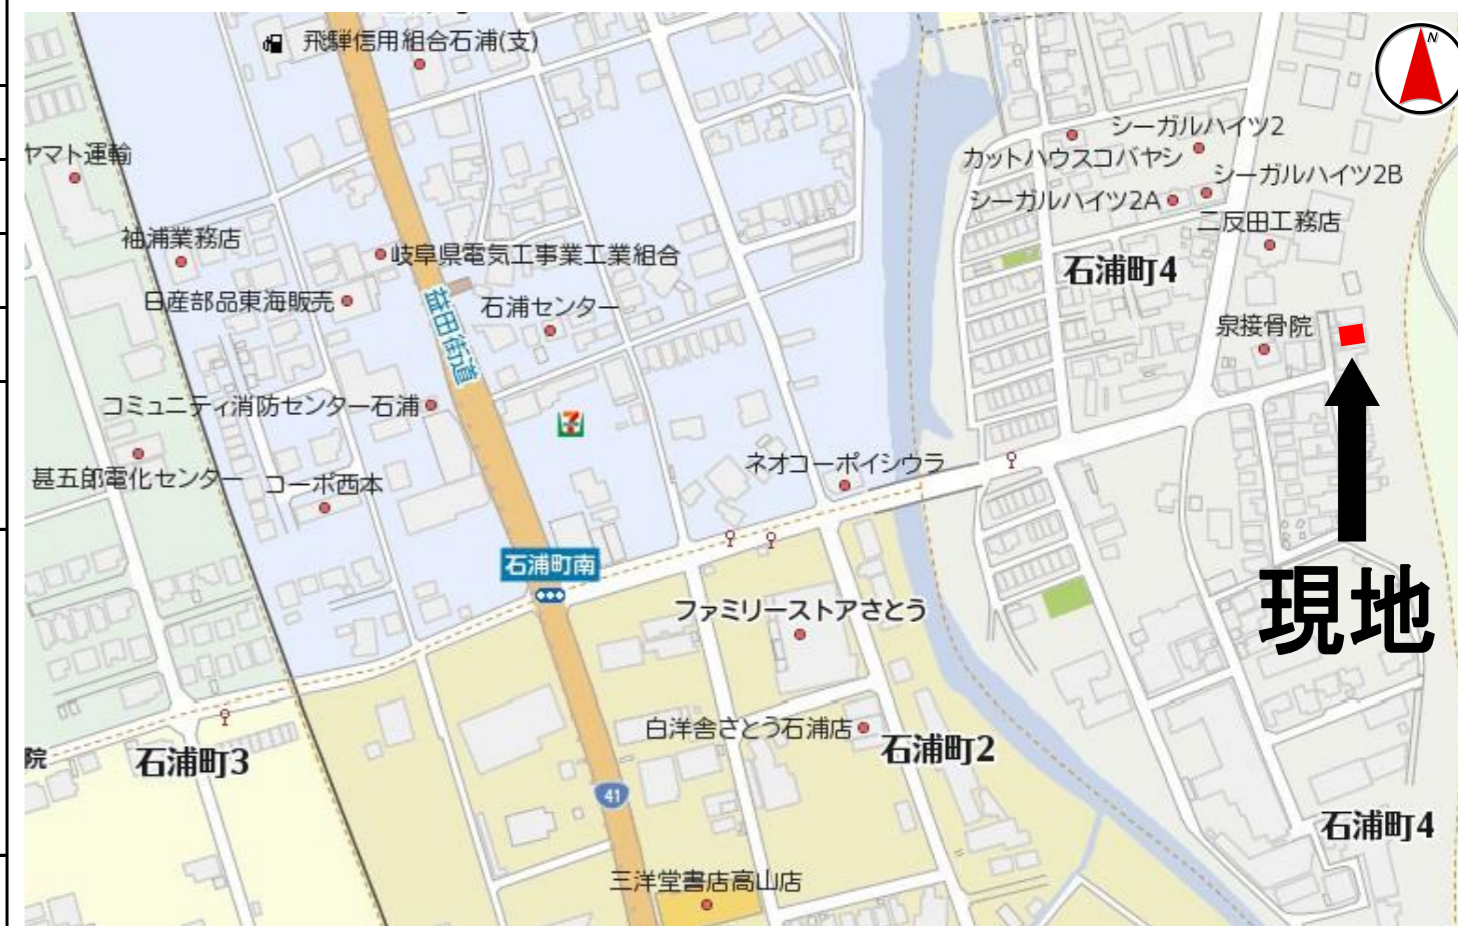 飛騨信用組合石浦(支)
N
シーガルハイツ2
カットハウスコバヤシ
ヤマト運輸
シーガルハイツ2B
シーガルハイツ2A
二反田工務店
袖浦業務店
岐阜県電気工事業工業組合
石浦町4
日産部品東海販売
石浦センター
益田街道
泉接骨院
コミュニティ消防センター石浦
7
ネオコーポイシウラ
甚五郎電化センター
コーポ西本
石浦町南
現地
ファミリーストアさとう
白洋舎さとう石浦店
石浦町2
院
石浦町3
41
石浦町4
三洋堂書店高山店